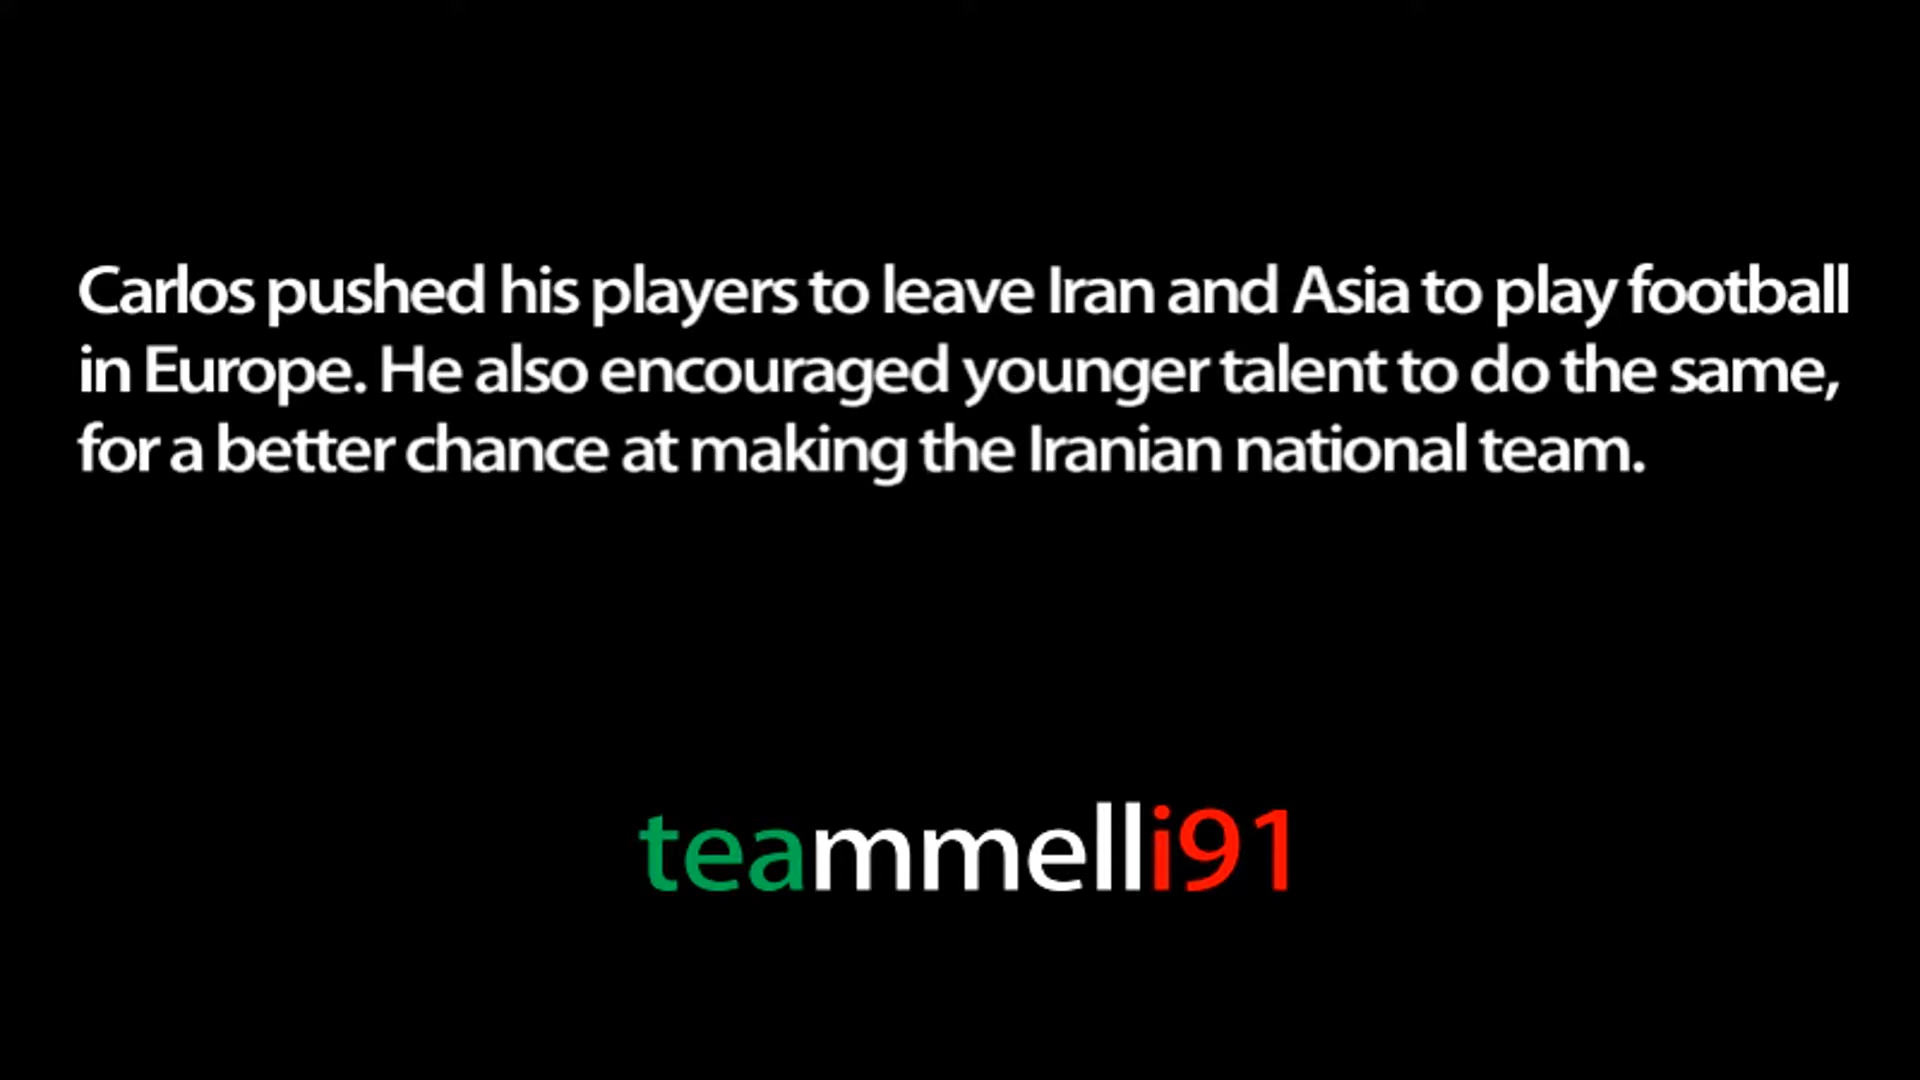 Carlos pushed his players to leave Iran and Asia to play football
in Europe. He also encouraged younger talent to do the same,
for a better chance at making the Iranian national team.
teammelli91